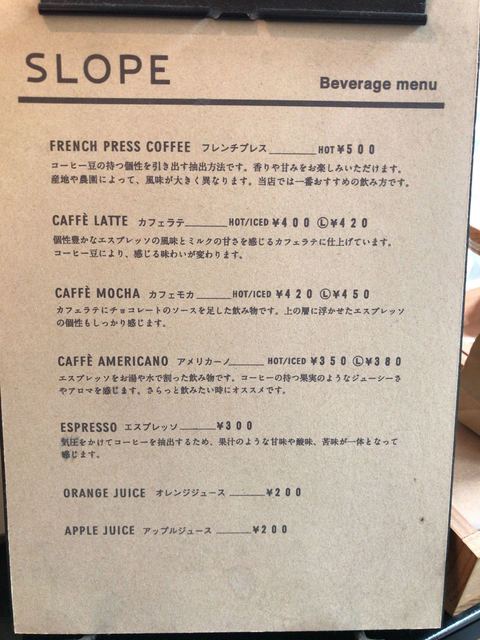 SLOPE
Beverage menu
FRENCH PRESS COFFEE フレンチプレス HOT ¥500
コーヒー豆の持つ個性を引き出す抽出方法です。香りや甘みをお楽しみいただけます。
産地や農園によって、風味が大きく異なります。当店では一番おすすめの飲み方です。
CAFFÈ LATTE カフェラテ HOT/ICED ¥400 Ⓛ¥420
個性豊かなエスプレッソの風味とミルクの甘さを感じるカフェラテに仕上げています。
コーヒー豆により、感じる味わいが変わります。
CAFFÈ MOCHA カフェモカ HOT/ICED ¥420 Ⓛ¥450
カフェラテにチョコレートのソースを足した飲み物です。上の層に浮かせたエスプレッソ
の個性もしっかり感じます。
CAFFÈ AMERICANO アメリカーノ HOT/ICED ¥350 Ⓛ¥380
エスプレッソをお湯や水で割った飲み物です。コーヒーの持つ果実のようなジューシーさ
やアロマを感じます。さらっと飲みたい時にオススメです。
ESPRESSO エスプレッソ ¥300
気圧をかけてコーヒーを抽出するため、果汁のような甘味や酸味、苦味が一体となって
感じます。
ORANGE JUICE オレンジジュース ¥200
APPLE JUICE アップルジュース ¥200